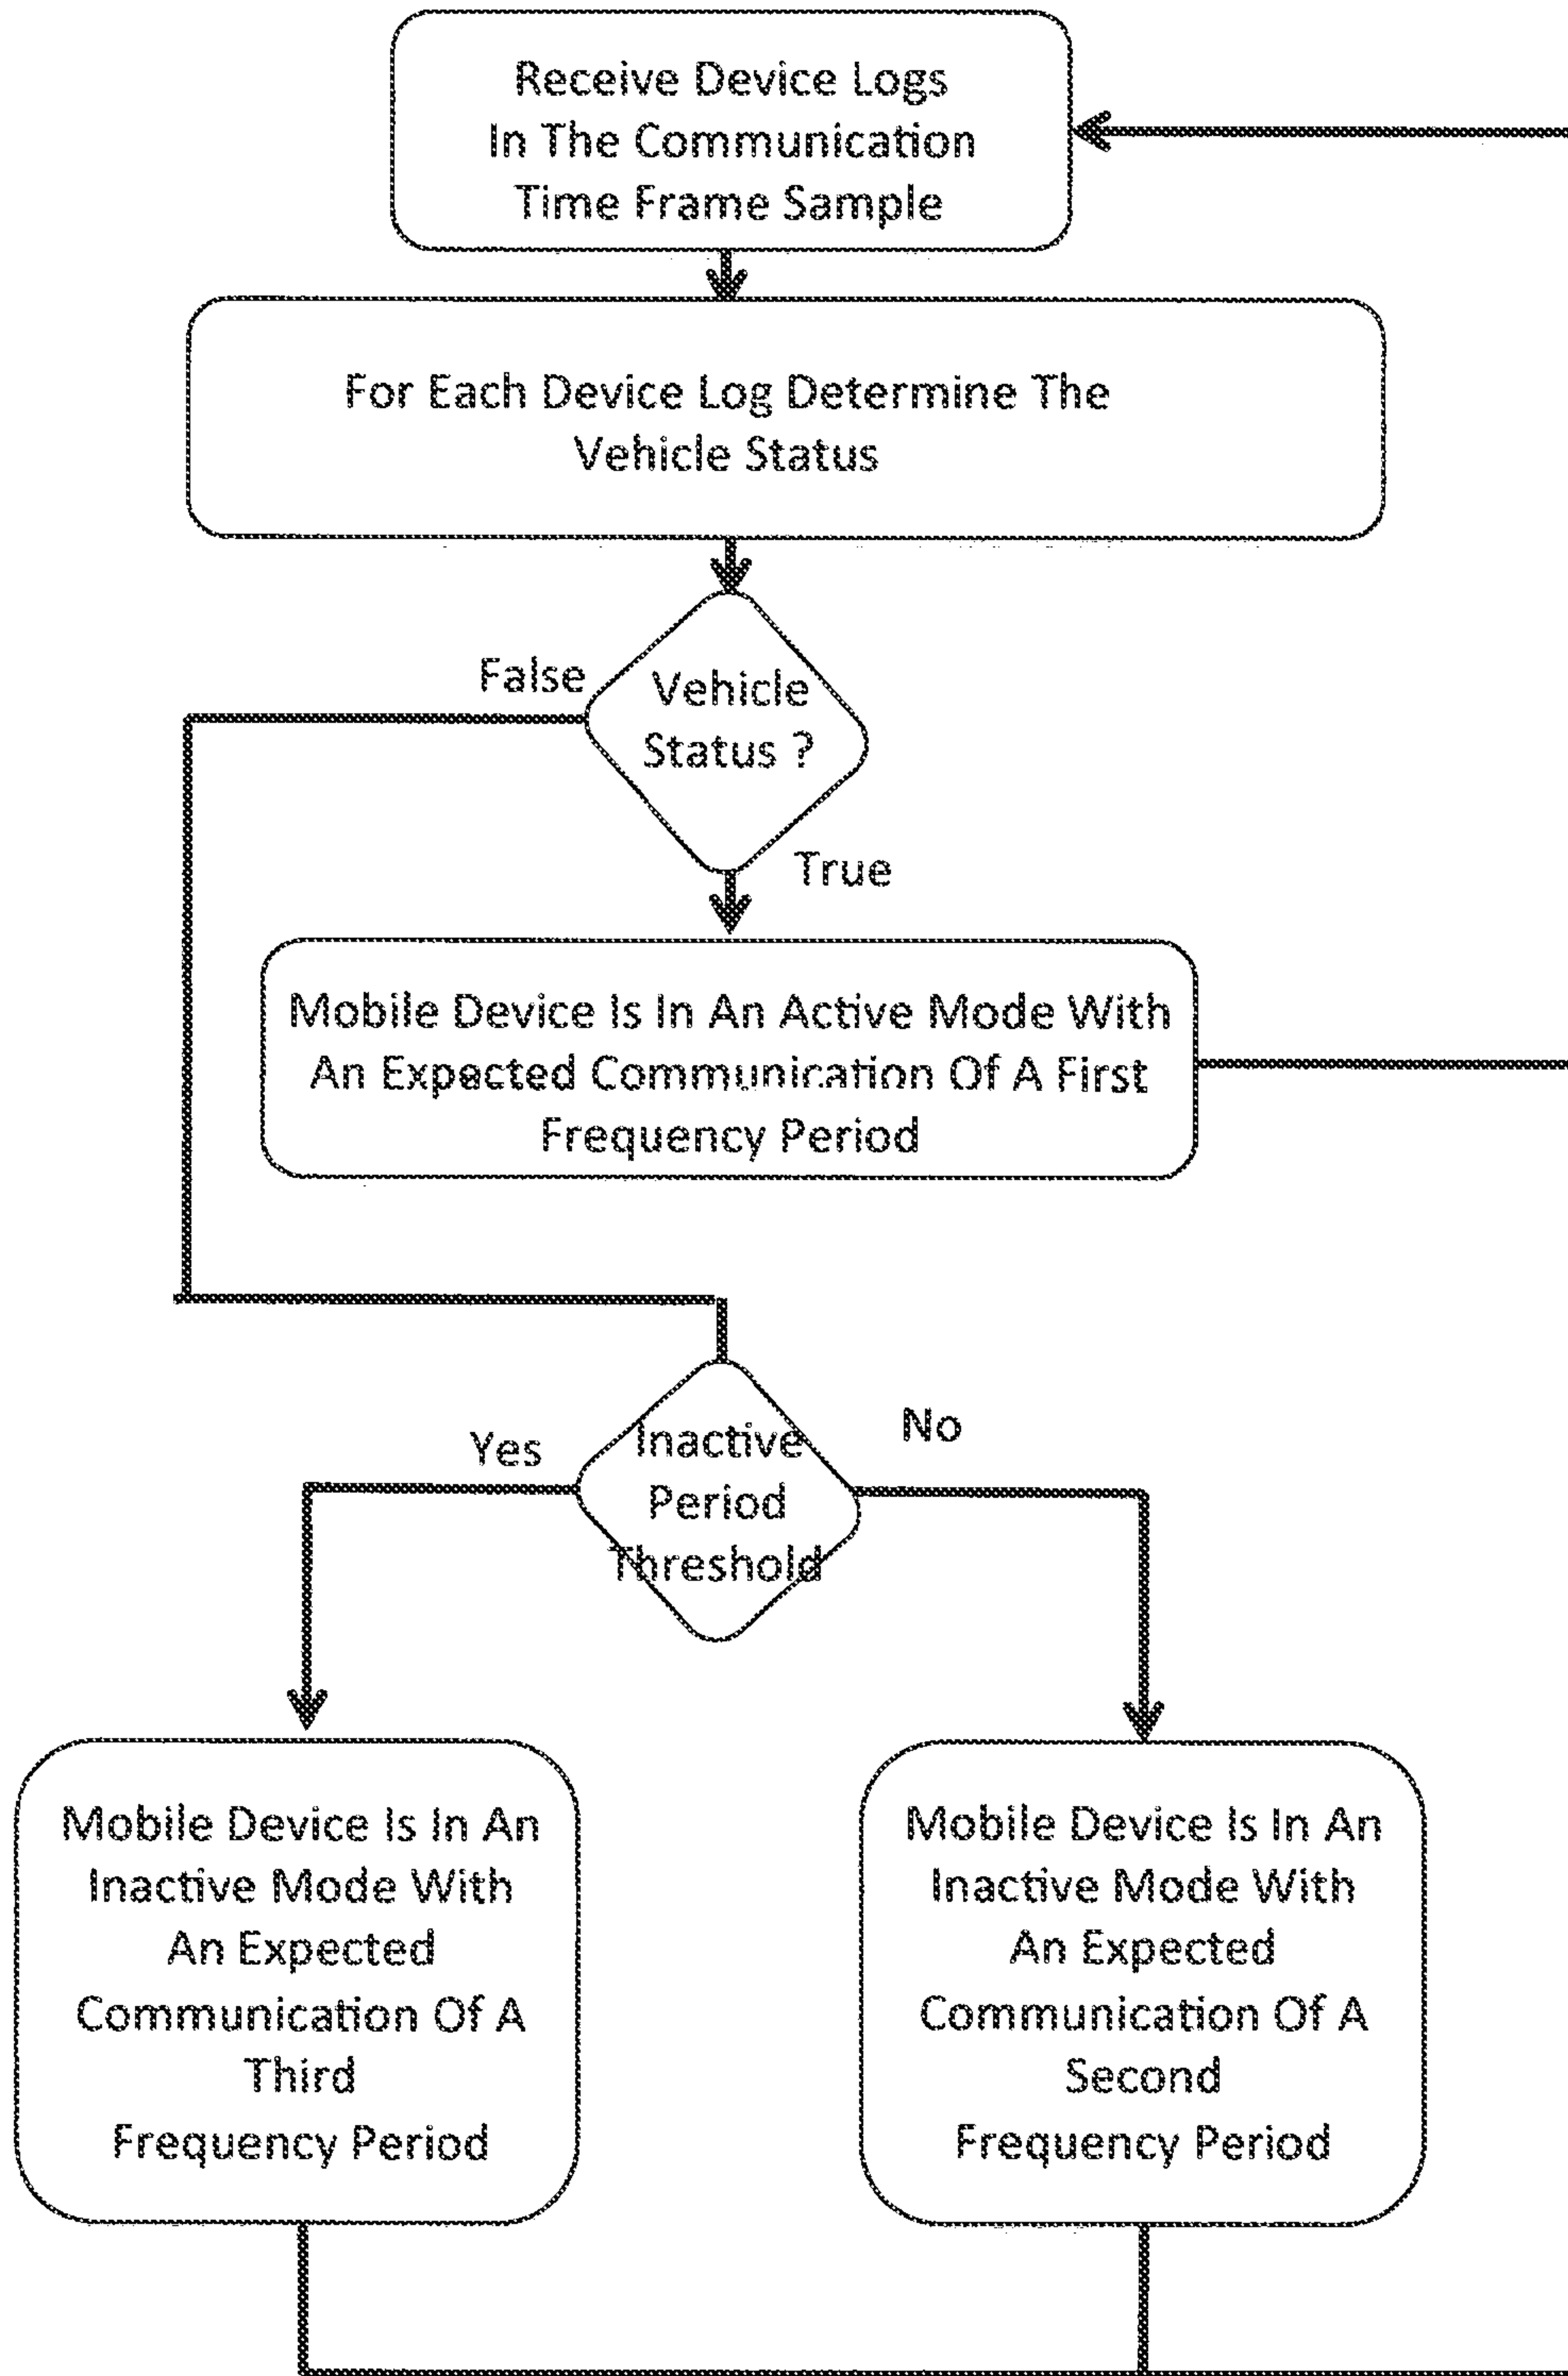 Receive Device Logs
In The Communication
Time Frame Sample
For Each Device Log Determine The
Vehicle Status
False
Vehicle
Status ?
True
Mobile Device Is In An Active Mode With
An Expected Communication Of A First
Frequency Period
Yes
Inactive
Period
Threshold
No
Mobile Device Is In An
Inactive Mode With
An Expected
Communication Of A
Third
Frequency Period
Mobile Device Is In An
Inactive Mode With
An Expected
Communication Of A
Second
Frequency Period